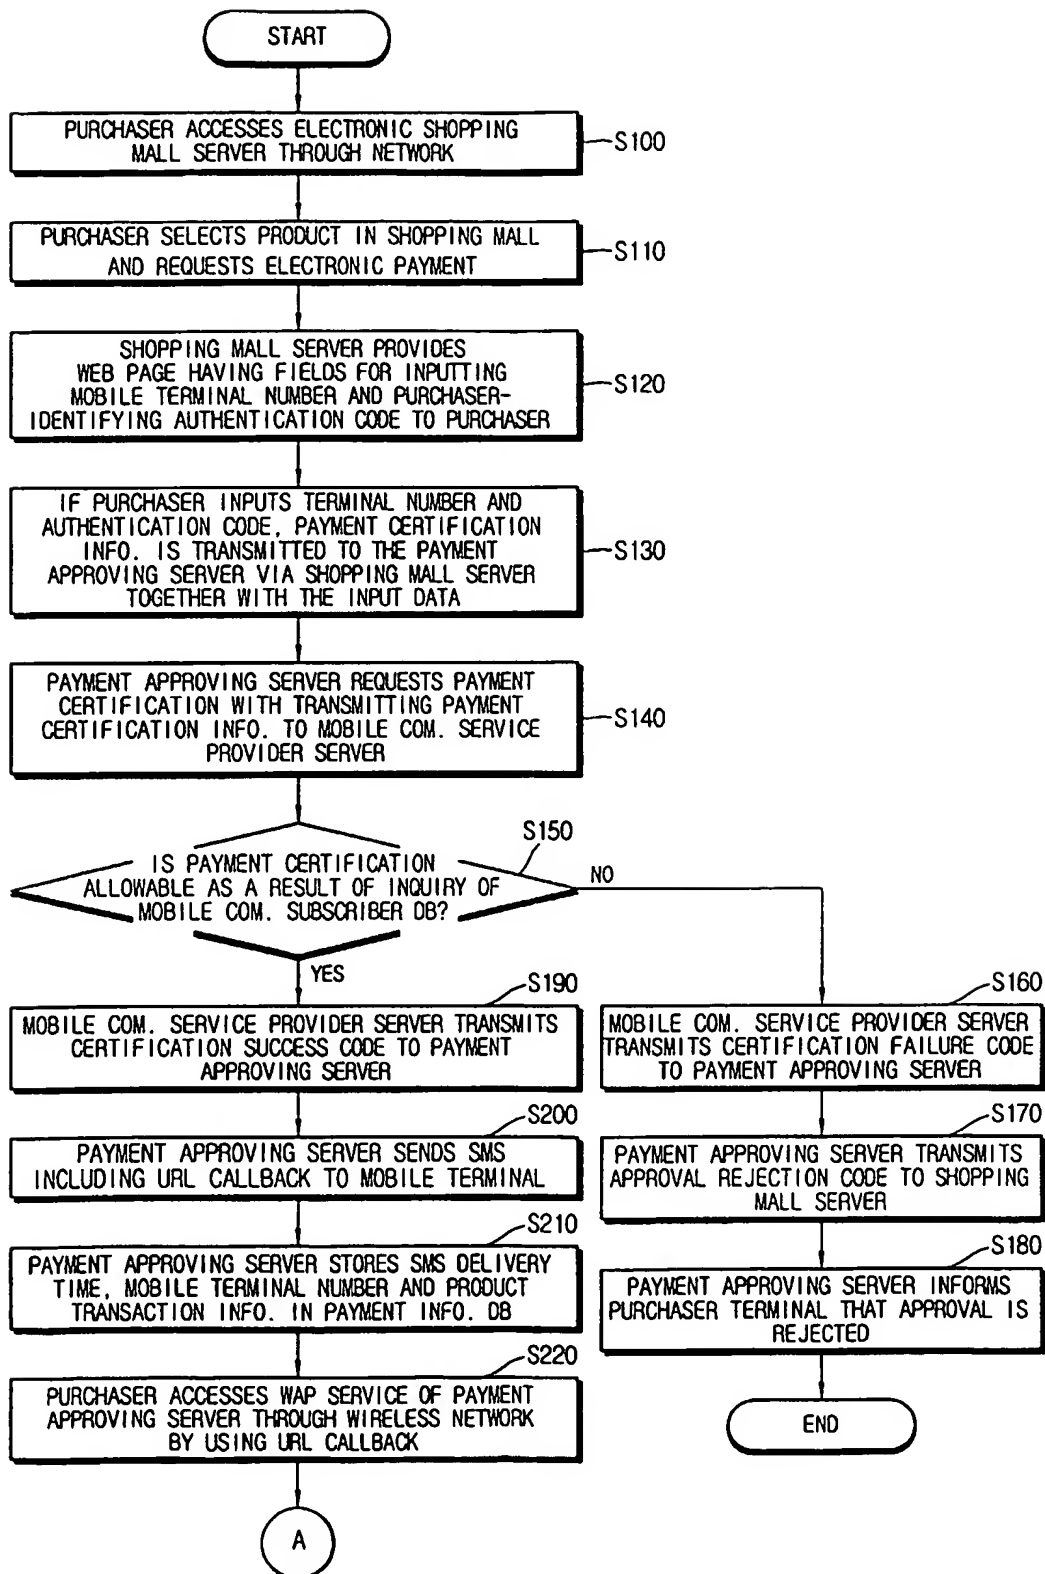 START
PURCHASER ACCESSES ELECTRONIC SHOPPING
MALL SERVER THROUGH NETWORK
S100
PURCHASER SELECTS PRODUCT IN SHOPPING MALL
AND REQUESTS ELECTRONIC PAYMENT
S110
SHOPPING MALL SERVER PROVIDES
WEB PAGE HAVING FIELDS FOR INPUTTING
MOBILE TERMINAL NUMBER AND PURCHASER-
IDENTIFYING AUTHENTICATION CODE TO PURCHASER
S120
IF PURCHASER INPUTS TERMINAL NUMBER AND
AUTHENTICATION CODE, PAYMENT CERTIFICATION
INFO. IS TRANSMITTED TO THE PAYMENT
APPROVING SERVER VIA SHOPPING MALL SERVER
TOGETHER WITH THE INPUT DATA
S130
PAYMENT APPROVING SERVER REQUESTS PAYMENT
CERTIFICATION WITH TRANSMITTING PAYMENT
CERTIFICATION INFO. TO MOBILE COM. SERVICE
PROVIDER SERVER
S140
S150
IS PAYMENT CERTIFICATION
ALLOWABLE AS A RESULT OF INQUIRY OF
MOBILE COM. SUBSCRIBER DB?
NO
YES
S190
MOBILE COM. SERVICE PROVIDER SERVER TRANSMITS
CERTIFICATION SUCCESS CODE TO PAYMENT
APPROVING SERVER
S200
PAYMENT APPROVING SERVER SENDS SMS
INCLUDING URL CALLBACK TO MOBILE TERMINAL
S210
PAYMENT APPROVING SERVER STORES SMS DELIVERY
TIME, MOBILE TERMINAL NUMBER AND PRODUCT
TRANSACTION INFO. IN PAYMENT INFO. DB
S220
PURCHASER ACCESSES WAP SERVICE OF PAYMENT
APPROVING SERVER THROUGH WIRELESS NETWORK
BY USING URL CALLBACK
A
S160
MOBILE COM. SERVICE PROVIDER SERVER
TRANSMITS CERTIFICATION FAILURE CODE
TO PAYMENT APPROVING SERVER
S170
PAYMENT APPROVING SERVER TRANSMITS
APPROVAL REJECTION CODE TO SHOPPING
MALL SERVER
S180
PAYMENT APPROVING SERVER INFORMS
PURCHASER TERMINAL THAT APPROVAL IS
REJECTED
END